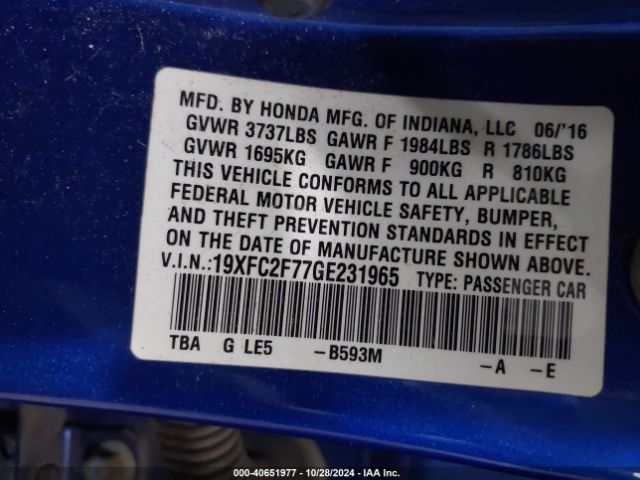 MFD. BY HONDA MFG. OF INDIANA, LLC 06/'16
GVWR 3737LBS GAWR F 1984LBS R 1786LBS
GVWR 1695KG GAWR F 900KG R 810KG
THIS VEHICLE CONFORMS TO ALL APPLICABLE
FEDERAL MOTOR VEHICLE SAFETY, BUMPER,
AND THEFT PREVENTION STANDARDS IN EFFECT
ON THE DATE OF MANUFACTURE SHOWN ABOVE.
V.I.N.:19XFC2F77GE231965 TYPE: PASSENGER CAR
TBA G LE5 -B593M -A -E
000-40651977 - 10/28/2024 - IAA Inc.